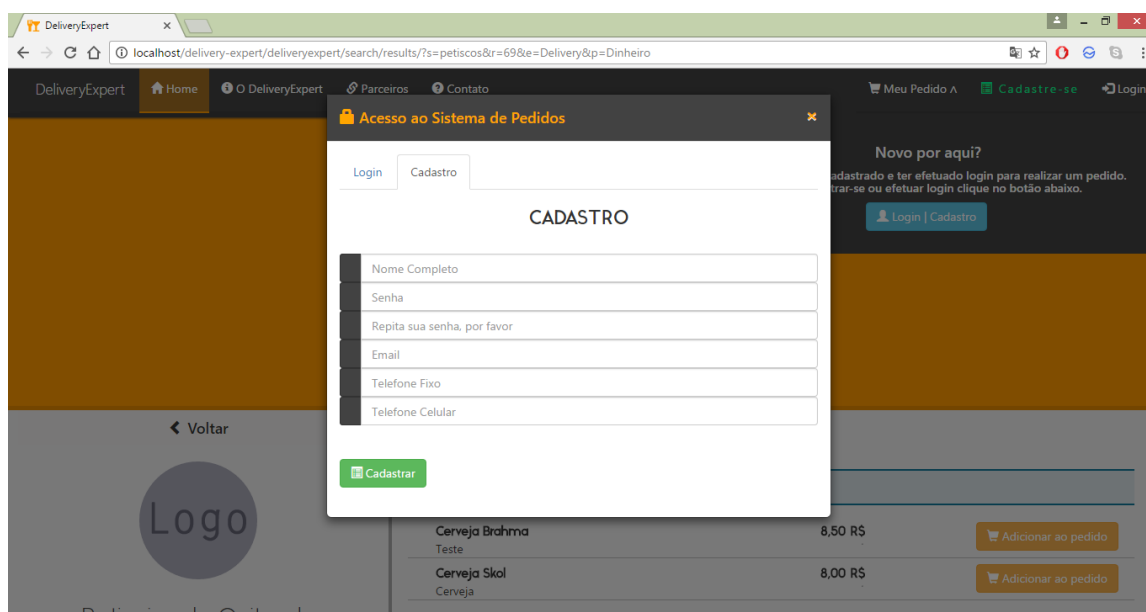 DeliveryExpert
localhost/delivery-expert/deliveryexpert/search/results/?s=petiscos&r=69&e=Delivery&p=Dinheiro
DeliveryExpert Home O DeliveryExpert Parceiros Contato Meu Pedido Cadastre-se Login
Acesso ao Sistema de Pedidos
Novo por aqui?
adastrado e ter efetuado login para realizar um pedido.
trar-se ou efetuar login clique no botão abaixo.
Login | Cadastro
Login Cadastro
CADASTRO
Nome Completo
Senha
Repita sua senha, por favor
Email
Telefone Fixo
Telefone Celular
Voltar
Cadastrar
Logo
Cerveja Brahma 8,50 R$ Adicionar ao pedido
Teste
Cerveja Skol 8,00 R$ Adicionar ao pedido
Cerveja